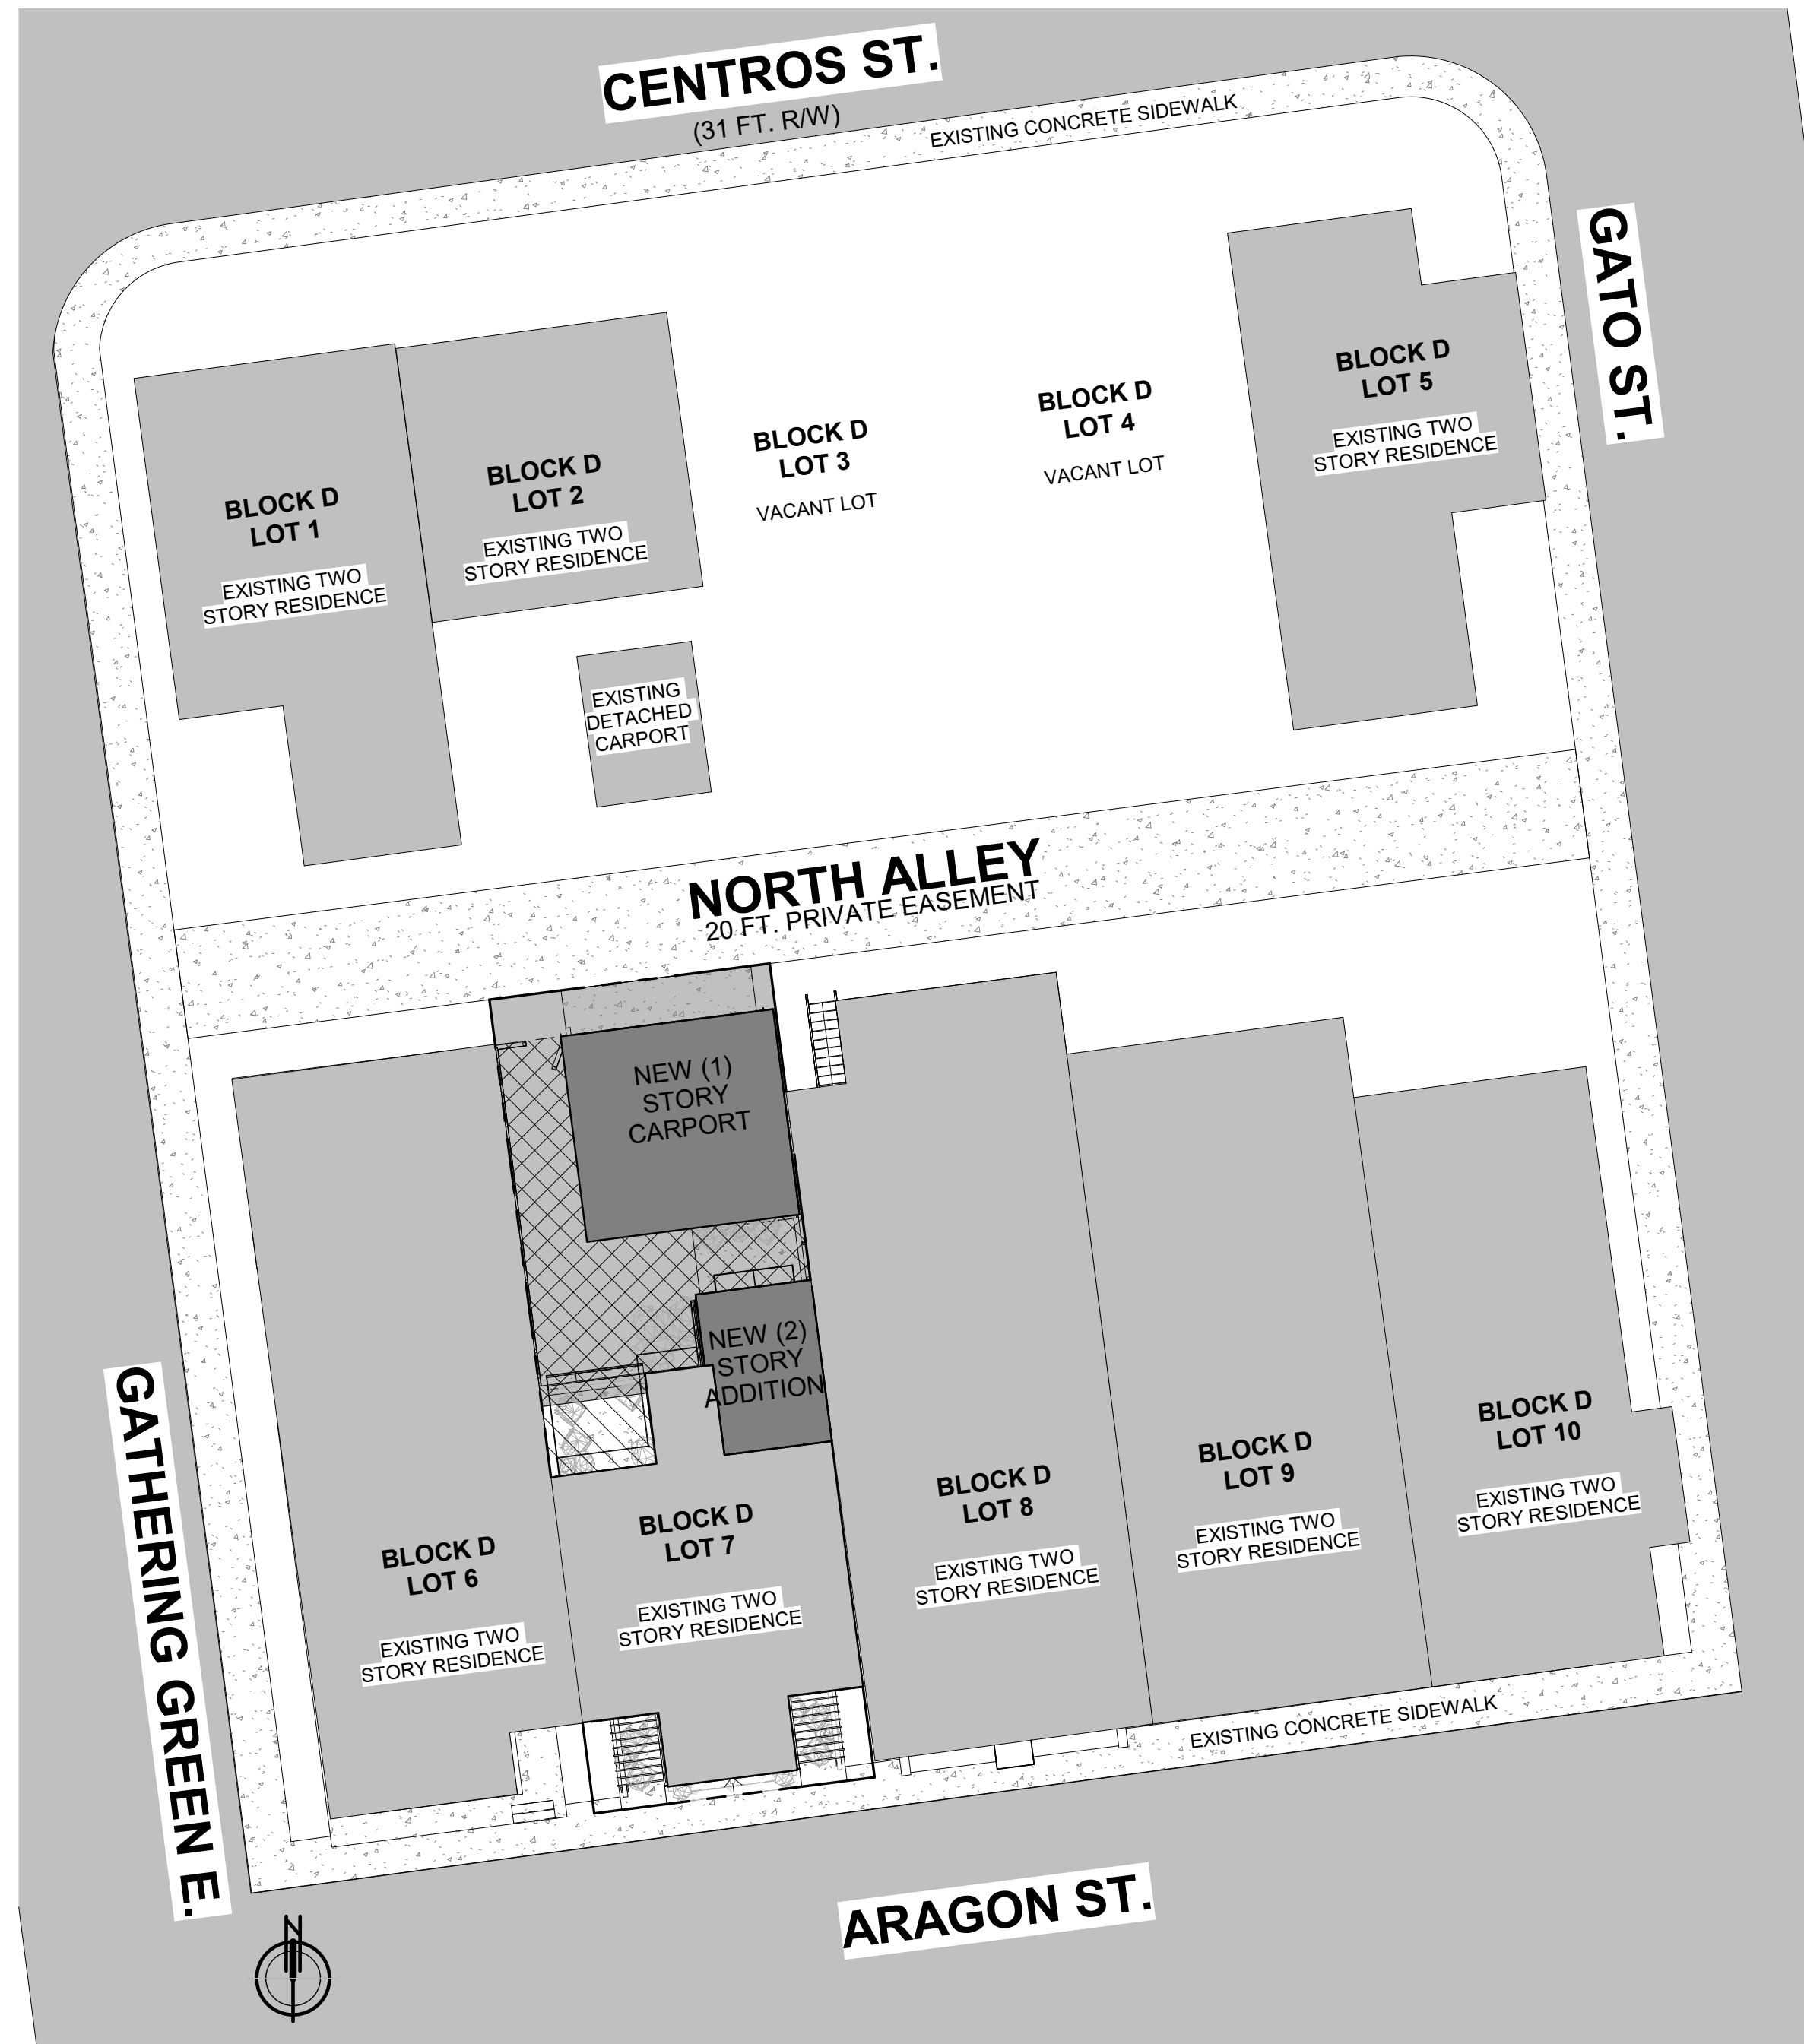 CENTROS ST.
(31 FT. R/W)
EXISTING CONCRETE SIDEWALK
GATO ST.
BLOCK D
LOT 1
EXISTING TWO
STORY RESIDENCE
BLOCK D
LOT 2
EXISTING TWO
STORY RESIDENCE
BLOCK D
LOT 3
VACANT LOT
BLOCK D
LOT 4
VACANT LOT
BLOCK D
LOT 5
EXISTING TWO
STORY RESIDENCE
EXISTING
DETACHED
CARPORT
NORTH ALLEY
20 FT. PRIVATE EASEMENT
NEW (1)
STORY
CARPORT
NEW (2)
STORY
ADDITION
GATHERING GREEN E.
BLOCK D
LOT 6
EXISTING TWO
STORY RESIDENCE
BLOCK D
LOT 7
EXISTING TWO
STORY RESIDENCE
BLOCK D
LOT 8
EXISTING TWO
STORY RESIDENCE
BLOCK D
LOT 9
EXISTING TWO
STORY RESIDENCE
BLOCK D
LOT 10
EXISTING TWO
STORY RESIDENCE
EXISTING CONCRETE SIDEWALK
ARAGON ST.
N